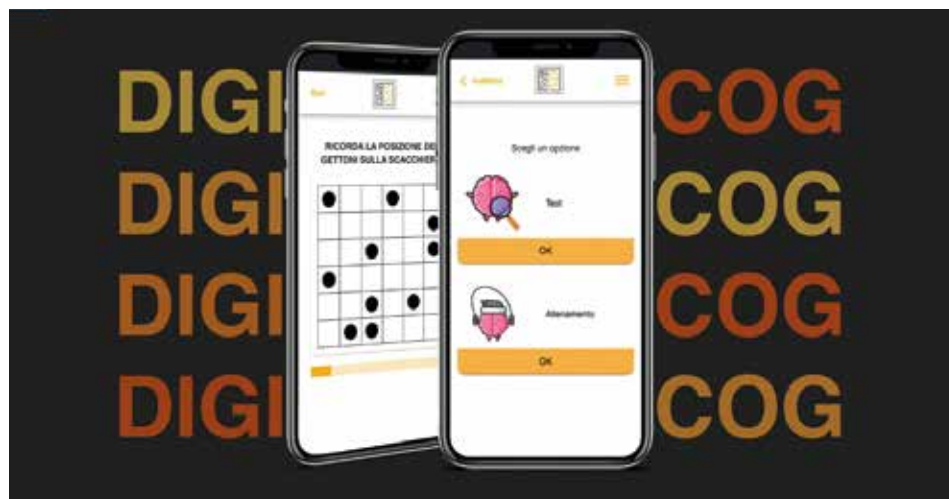 DIGI COG
DIGI COG
DIGI COG
DIGI COG
Test
RICORDA LA POSIZIONE DE
GETTONI SULLA SCACCHIER
Scegli un opzione
Test
OK
Allenamento
OK